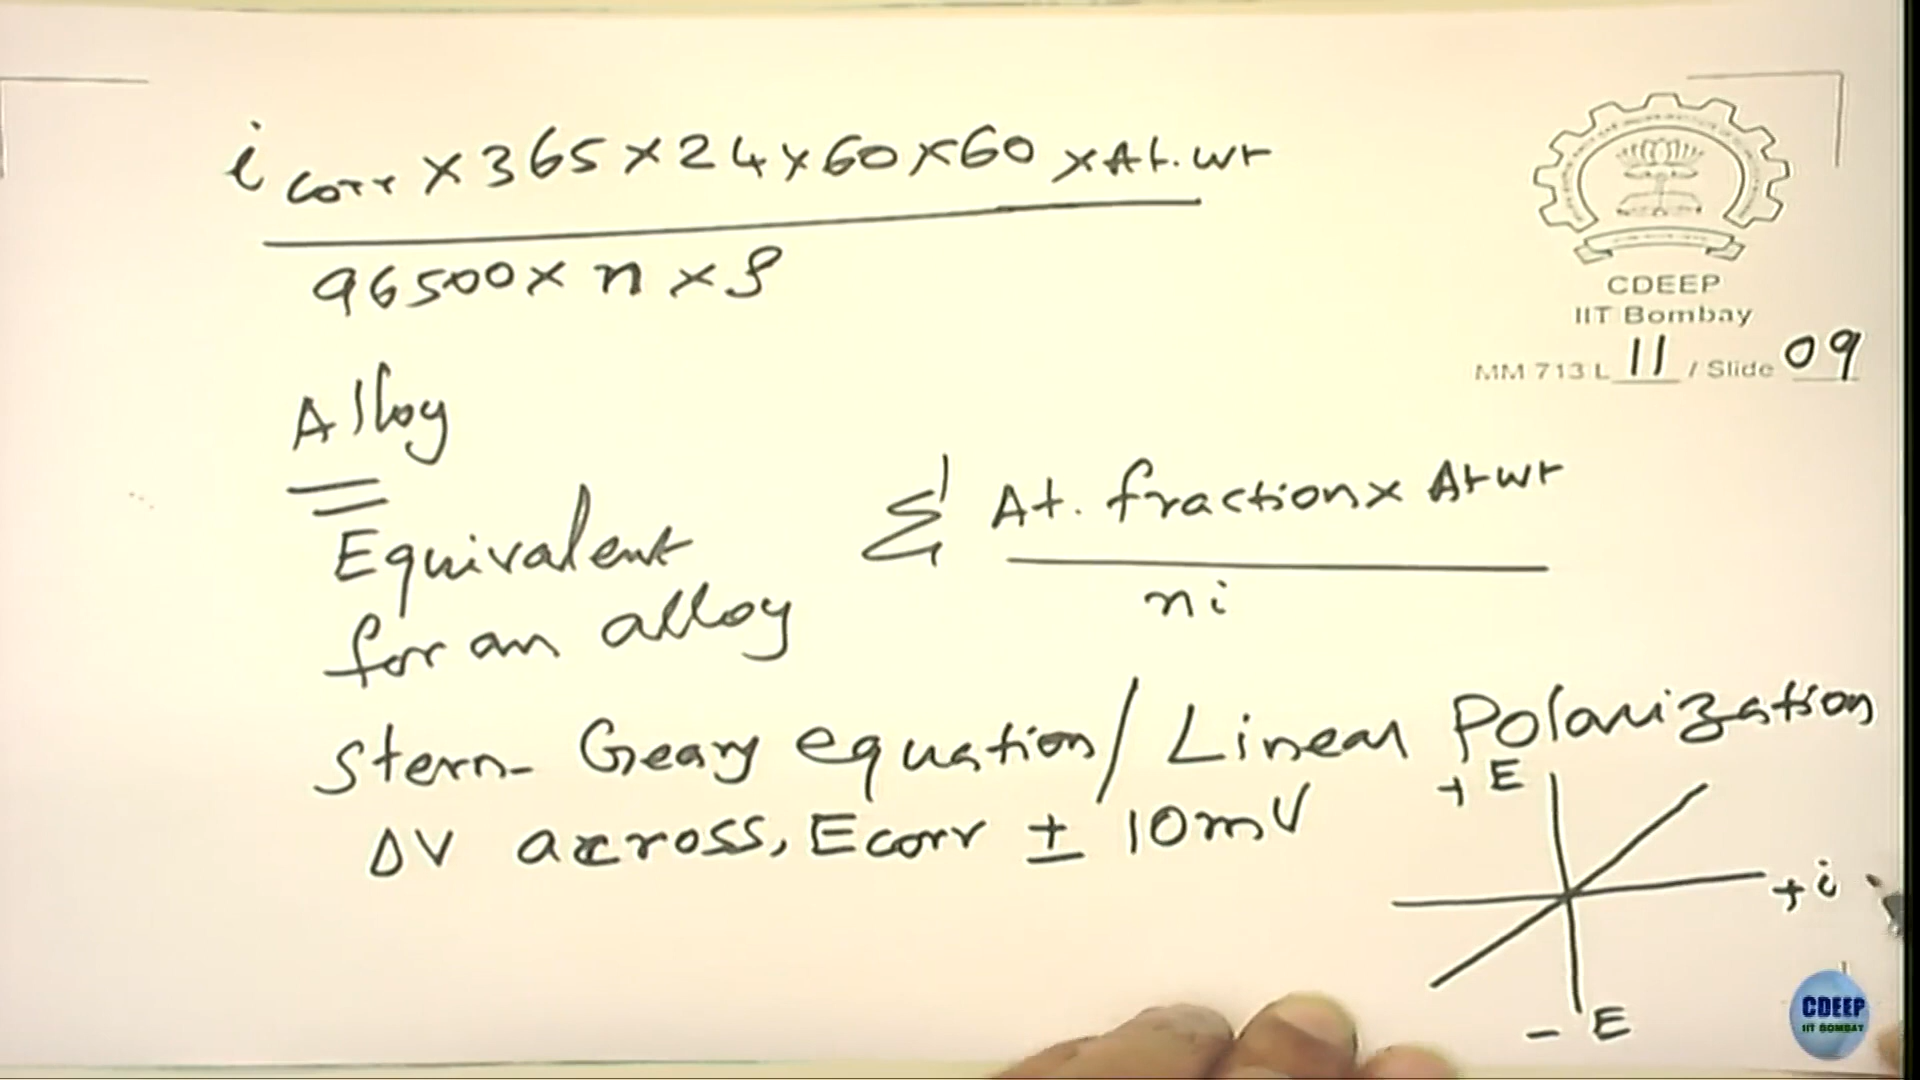 i corr × 365 × 24 × 60 × 60 × At. wt
96500 × n × ρ
CDEEP
IIT Bombay
MM 713 L 11 / Slide 09
Alloy
Equivalent
for an alloy
Σ At. fraction × At wt
ni
Stern - Geary equation / Linear Polarization
ΔV across, Ecorr ± 10mV
+ E
+ i
- E
CDEEP
IIT BOMBAY